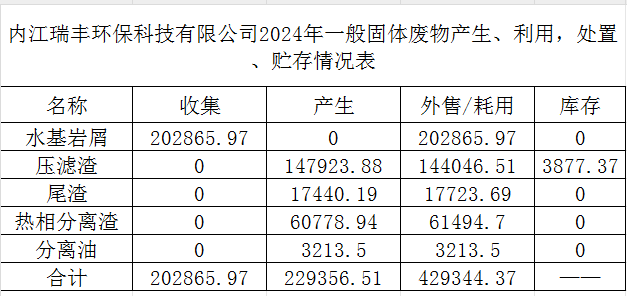 内江瑞丰环保科技有限公司2024年一般固体废物产生、利用，处置
、贮存情况表
名称 收集 产生 外售/耗用 库存
水基岩屑 202865.97 0 202865.97 0
压滤渣 0 147923.88 144046.51 3877.37
尾渣 0 17440.19 17723.69 0
热相分离渣 0 60778.94 61494.7 0
分离油 0 3213.5 3213.5 0
合计 202865.97 229356.51 429344.37 ——